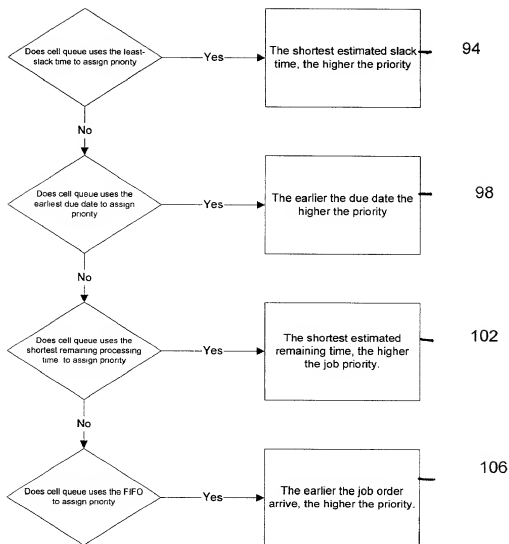 Does cell queue uses the least-
slack time to assign priority
Yes
The shortest estimated slack
time, the higher the priority
94
No
Does cell queue uses the
earliest due date to assign
priority
Yes
The earlier the due date the
higher the priority
98
No
Does cell queue uses the
shortest remaining processing
time to assign priority
Yes
The shortest estimated
remaining time, the higher
the job priority.
102
No
Does cell queue uses the FIFO
to assign priority
Yes
The earlier the job order
arrive, the higher the priority.
106